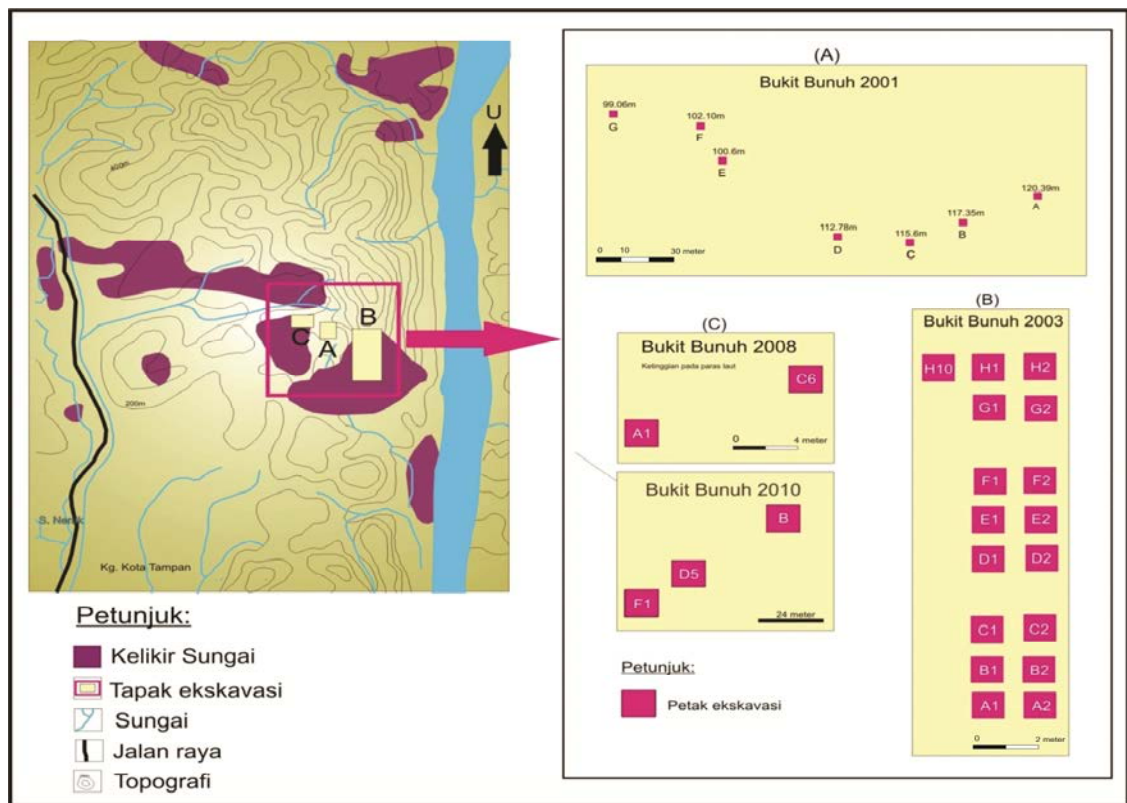 U
400m
B
C
A
200m
S. Nerok
Kg. Kota Tampan
Petunjuk:
Kelikir Sungai
Tapak ekskavasi
Sungai
Jalan raya
Topografi
(A)
Bukit Bunuh 2001
99.06m
G
102.10m
F
100.6m
E
120.39m
A
117.35m
B
112.78m
D
115.6m
C
0 10 30 meter
(C)
Bukit Bunuh 2008
Ketinggian pada paras laut
C6
A1
0 4 meter
Bukit Bunuh 2010
B
D5
F1
24 meter
Petunjuk:
Petak ekskavasi
(B)
Bukit Bunuh 2003
H10 H1 H2
G1 G2
F1 F2
E1 E2
D1 D2
C1 C2
B1 B2
A1 A2
0 2 meter